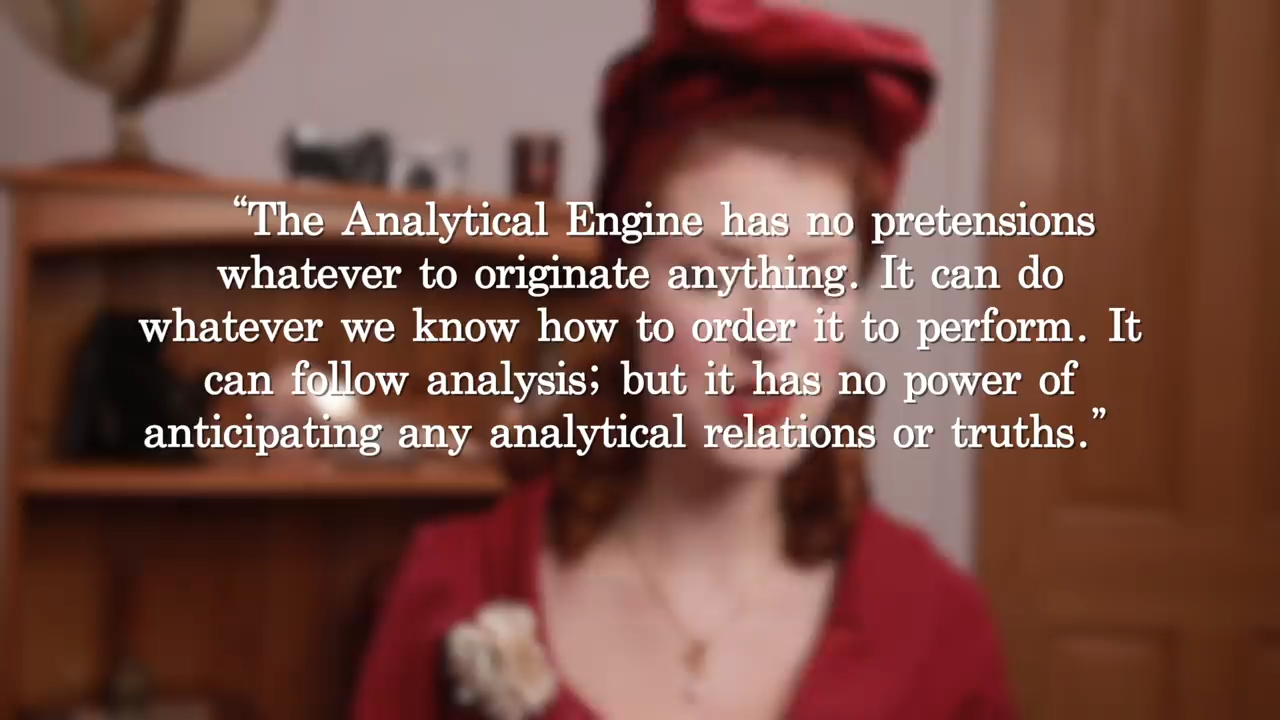 “The Analytical Engine has no pretensions
whatever to originate anything. It can do
whatever we know how to order it to perform. It
can follow analysis; but it has no power of
anticipating any analytical relations or truths.”